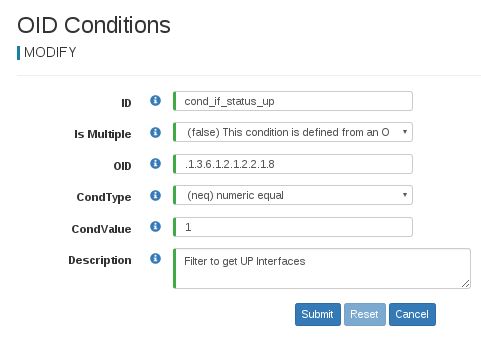 OID Conditions
MODIFY
ID cond_if_status_up
Is Multiple (false) This condition is defined from an O
OID .1.3.6.1.2.1.2.2.1.8
CondType (neq) numeric equal
CondValue 1
Description Filter to get UP Interfaces
Submit Reset Cancel